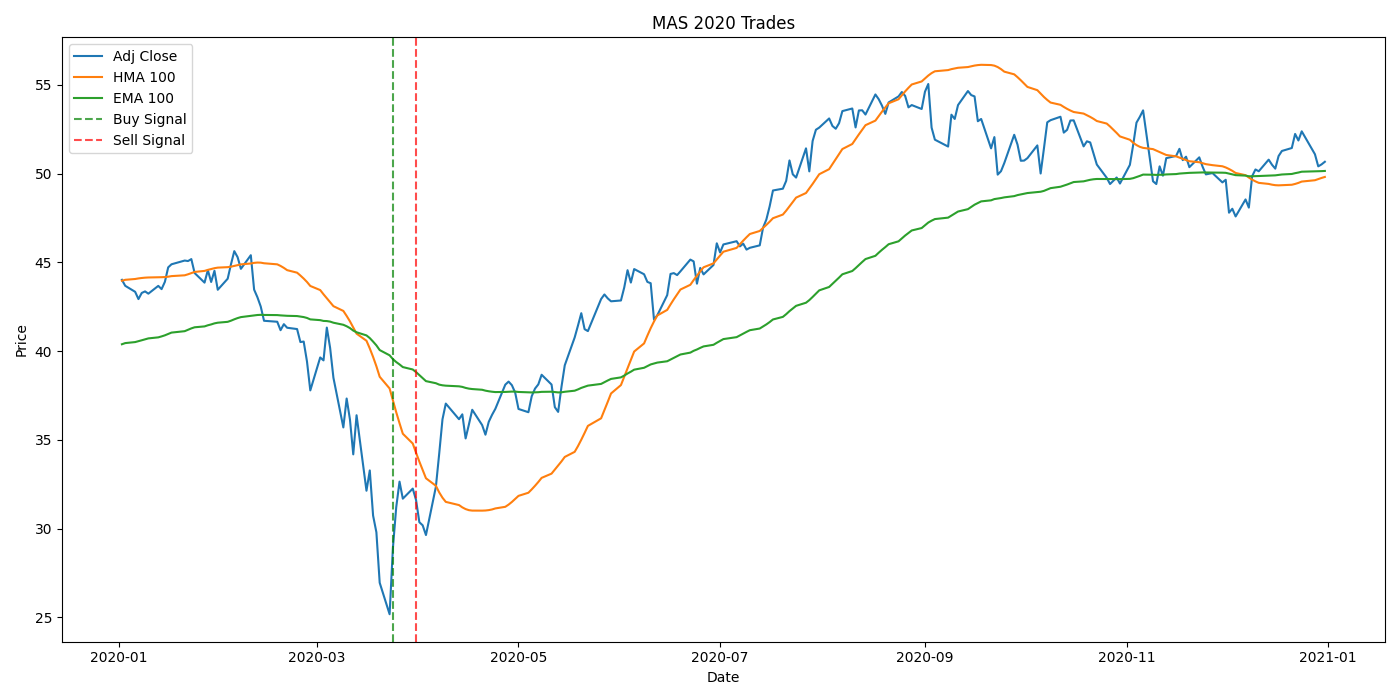 MAS 2020 Trades
Adj Close
HMA 100
EMA 100
Buy Signal
Sell Signal
Price
55
50
45
40
35
30
25
2020-01
2020-03
2020-05
2020-07
2020-09
2020-11
2021-01
Date